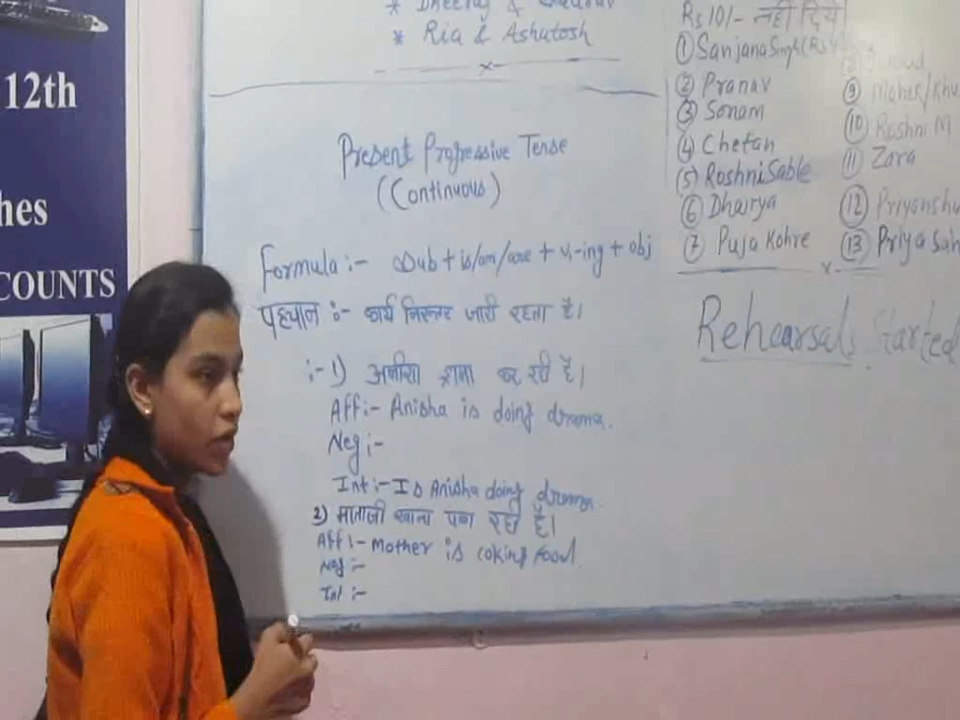 * Ria & Ashutosh
12th
hes
COUNTS
Present Progressive Tense
(Continuous)
Formula :- Sub + is/am/are + v₁-ing + obj
पहचान :- कार्य निरन्तर जारी रहता है।
:- 1) अनीशा ड्रामा कर रही है।
Aff :- Anisha is doing drama.
Neg :-
Int :- Is Anisha doing drama.
2) माताजी खाना पका रही है।
Aff :- Mother is coking food.
Neg :-
Int :-
Rs 10/- नहीं दिये।
① Sanjana Singh
② Pranav
③ Sonam
④ Chetan
⑤ Roshni Sable
⑥ Dhairya
⑦ Puja Kohre
⑨
⑩ Roshni M
⑪ Zara
⑫ Priyanshu
⑬ Priya Sah
Rehearsals Started